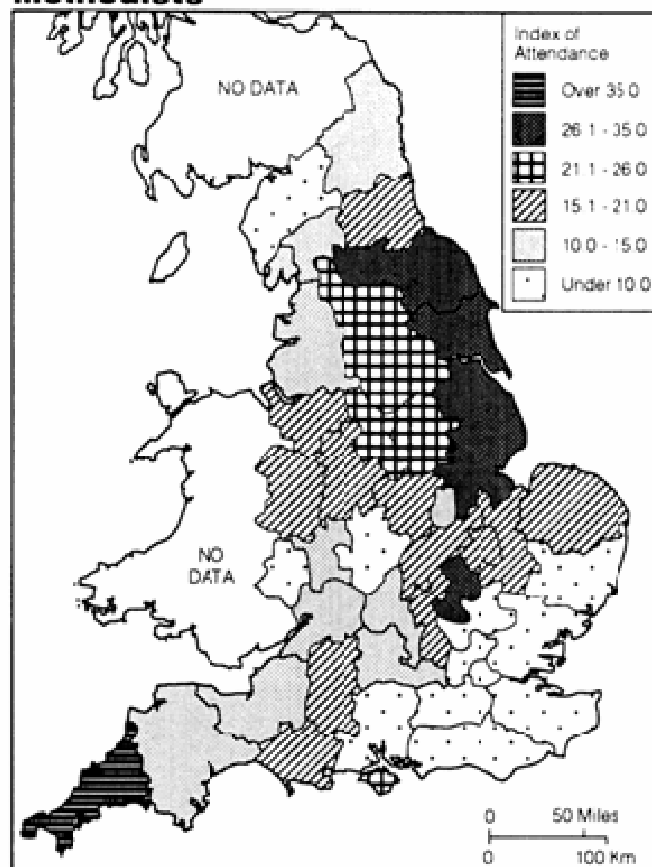 Methodists
Index of
Attendance
Over 35.0
26.1 - 35.0
21.1 - 26.0
15.1 - 21.0
10.0 - 15.0
Under 10.0
NO DATA
NO
DATA
0 50 Miles
0 100 Km